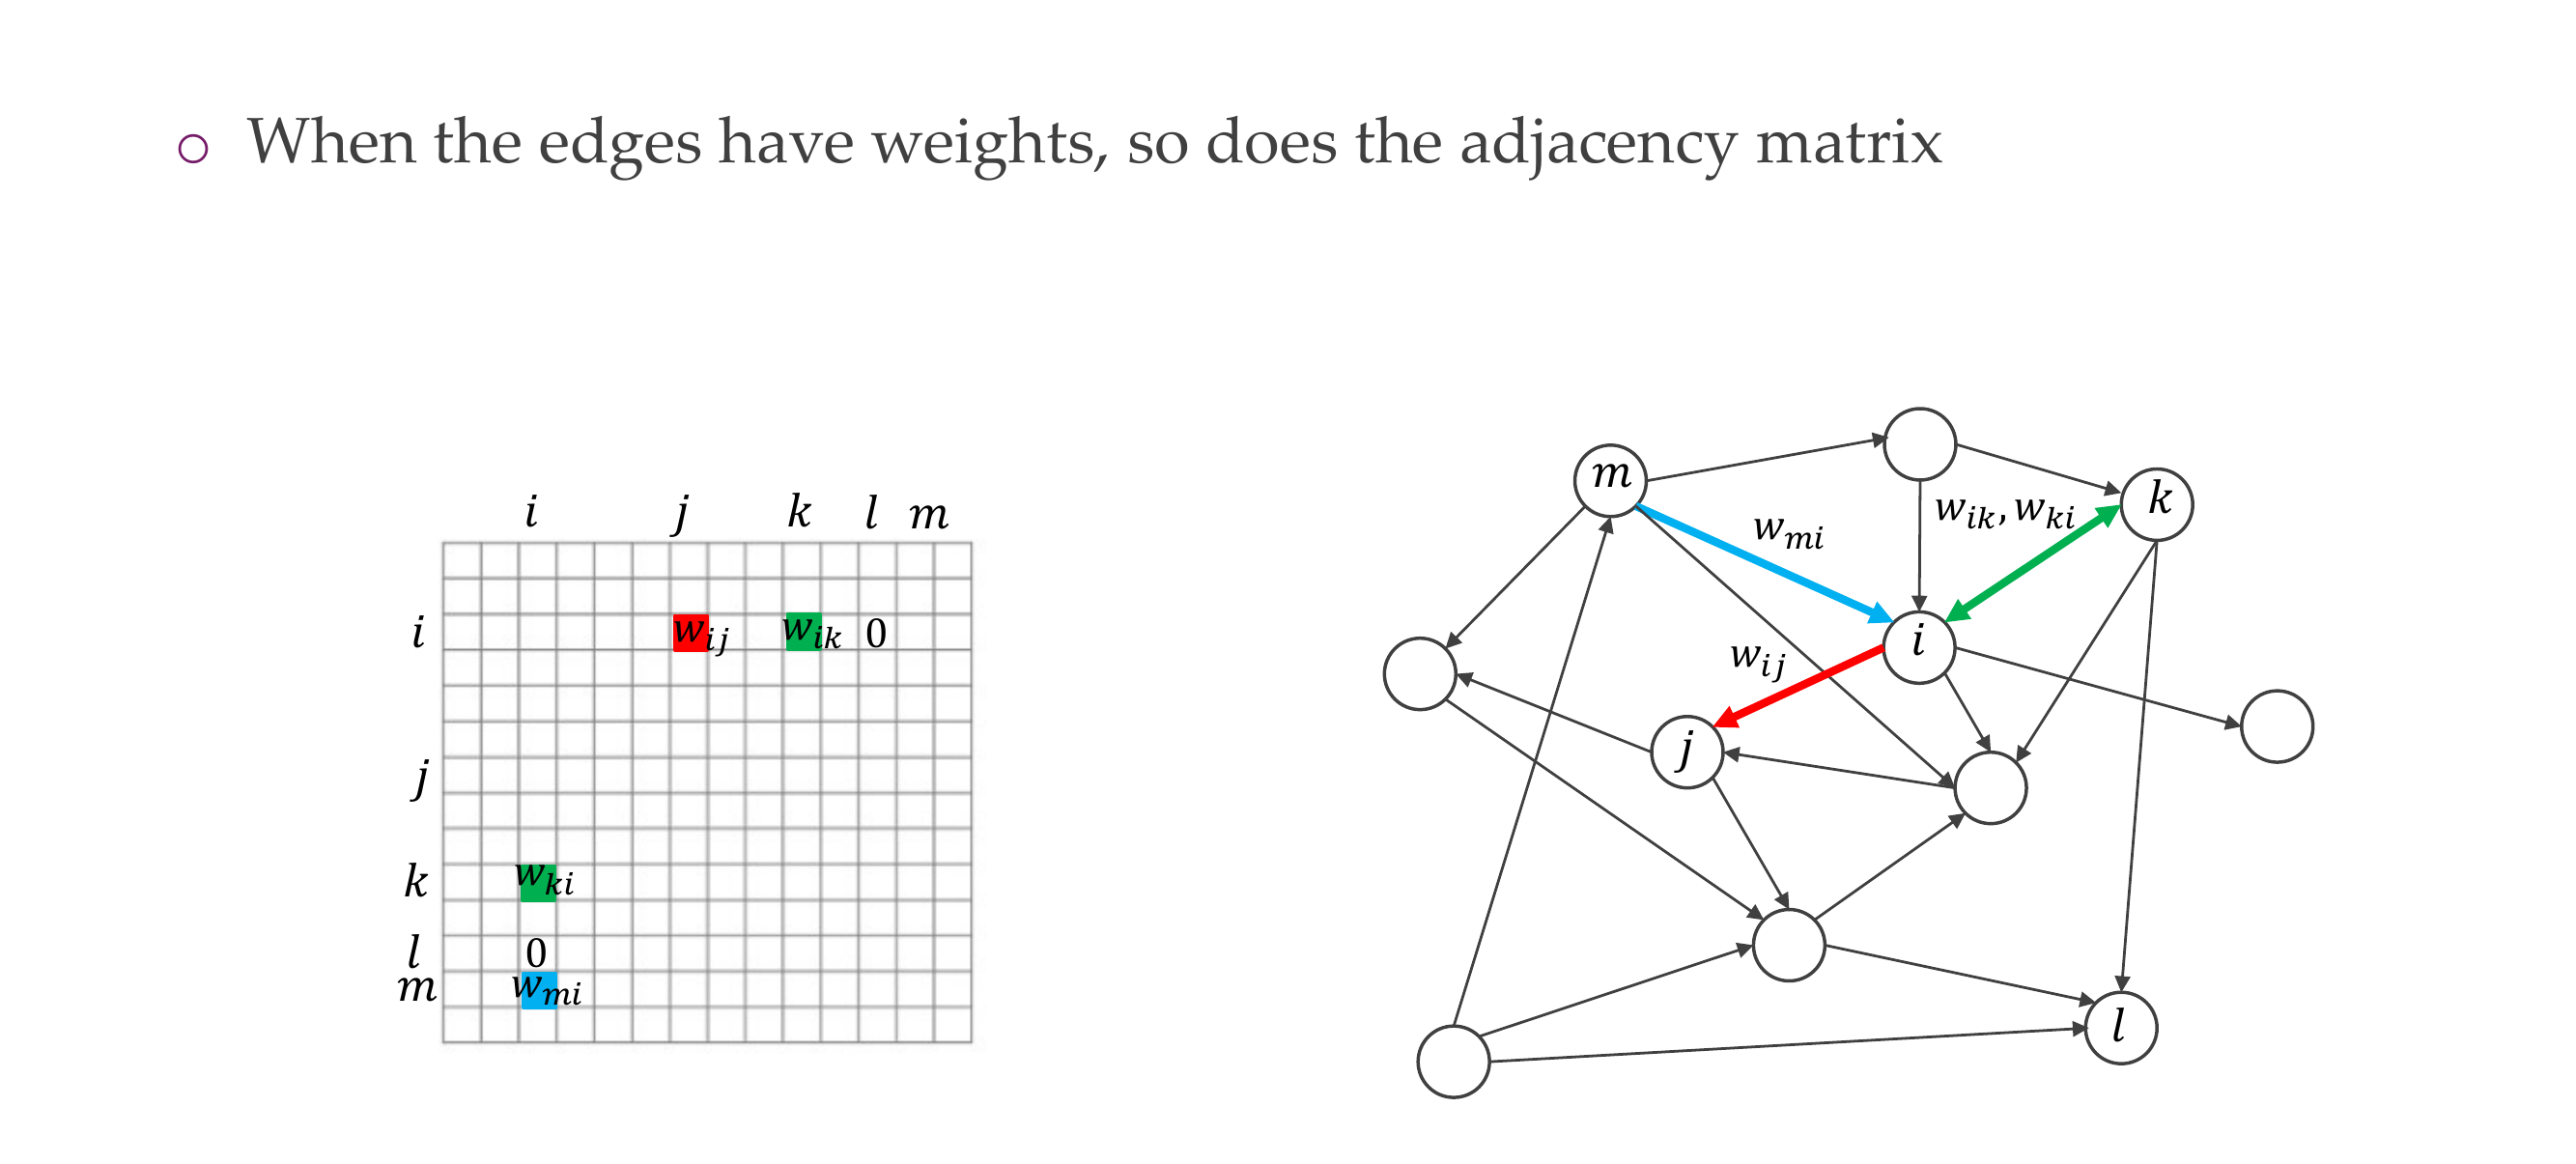 When the edges have weights, so does the adjacency matrix
i j k l m
i w_{ij} w_{ik} 0
j
k w_{ki}
l 0
m w_{mi}
m
k
w_{ik}, w_{ki}
w_{mi}
i
w_{ij}
j
l